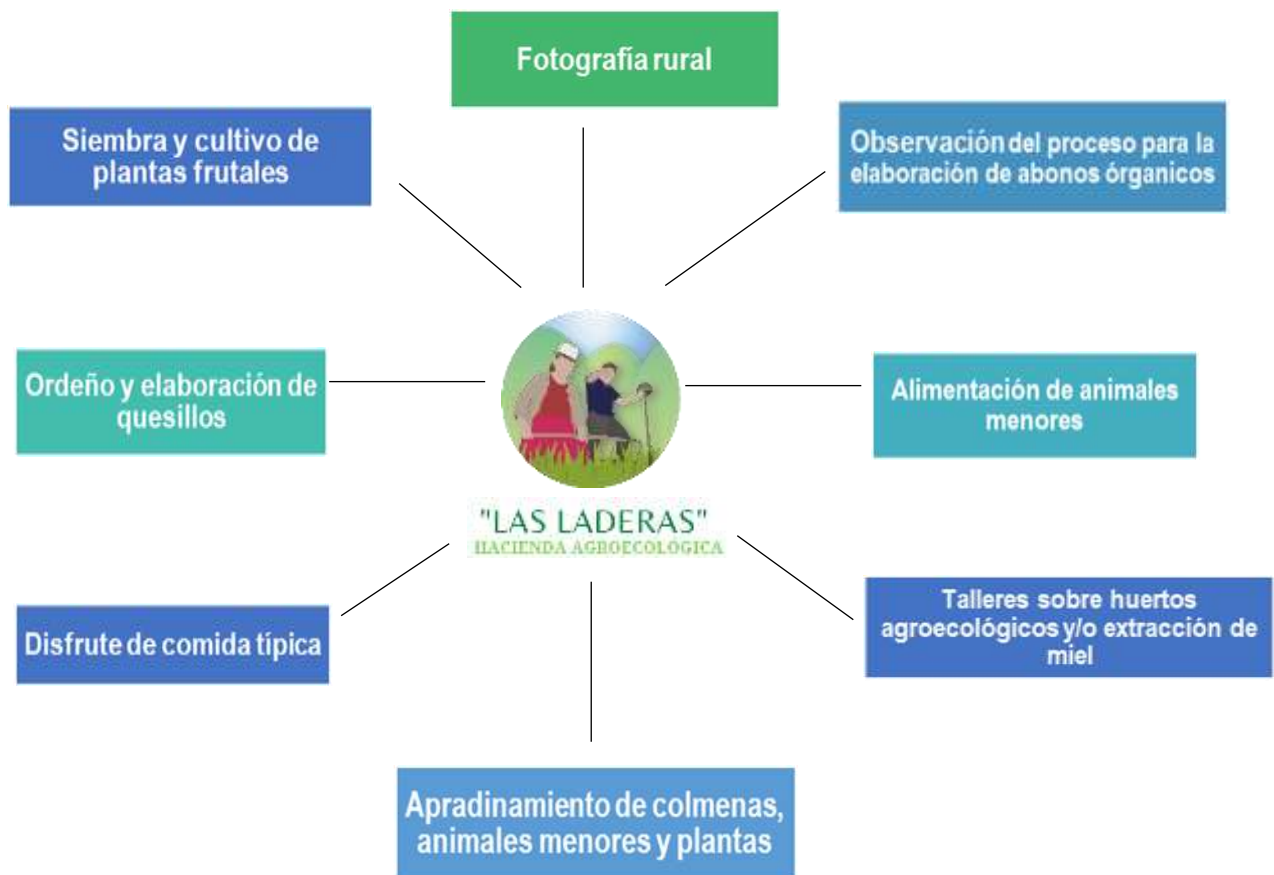 Fotografía rural
Siembra y cultivo de
plantas frutales
Observación del proceso para la
elaboración de abonos órganicos
Ordeño y elaboración de
quesillos
Alimentación de animales
menores
"LAS LADERAS"
HACIENDA AGROECOLÓGICA
Disfrute de comida típica
Talleres sobre huertos
agroecológicos y/o extracción de
miel
Apradinamiento de colmenas,
animales menores y plantas